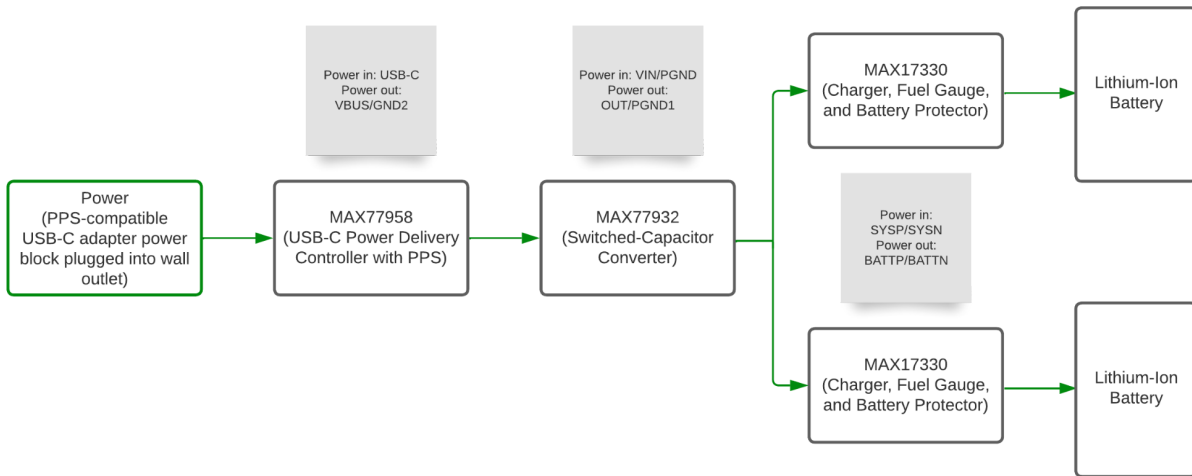 Power
(PPS-compatible
USB-C adapter power
block plugged into wall
outlet)
Power in: USB-C
Power out:
VBUS/GND2
MAX77958
(USB-C Power Delivery
Controller with PPS)
Power in: VIN/PGND
Power out:
OUT/PGND1
MAX77932
(Switched-Capacitor
Converter)
MAX17330
(Charger, Fuel Gauge,
and Battery Protector)
Lithium-Ion
Battery
Power in:
SYSP/SYSN
Power out:
BATTP/BATTN
MAX17330
(Charger, Fuel Gauge,
and Battery Protector)
Lithium-Ion
Battery